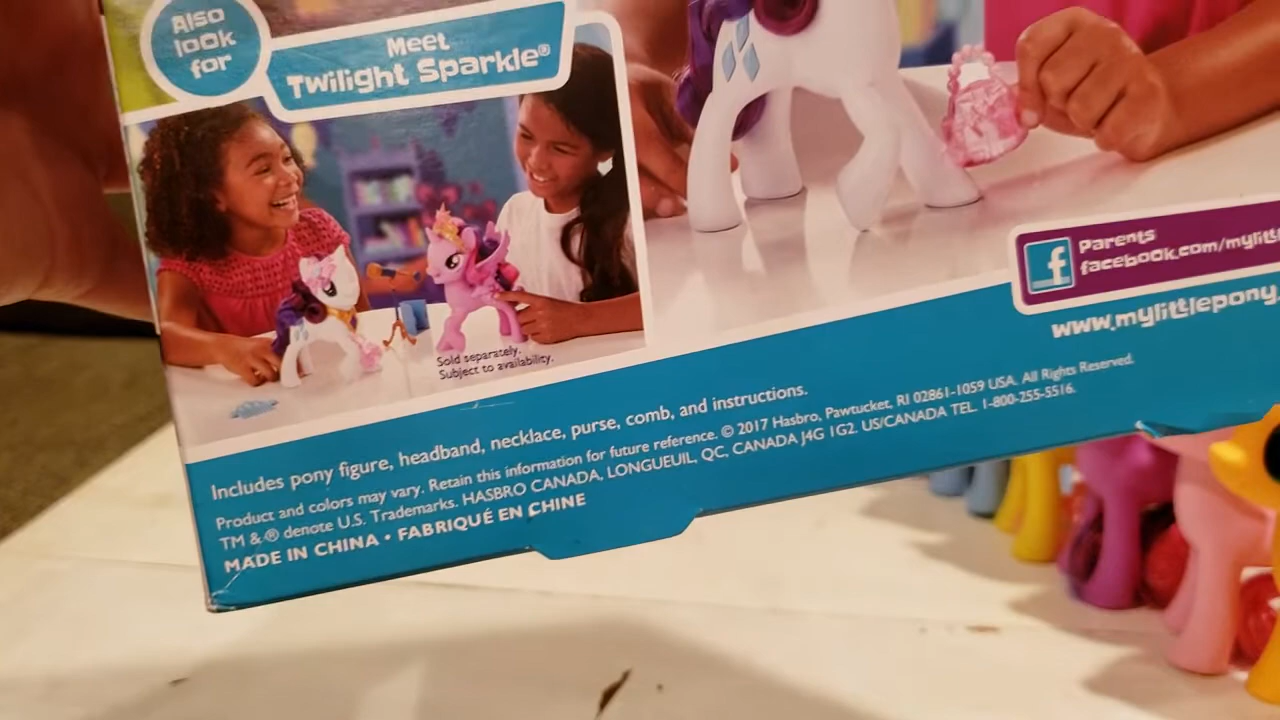 Also
look
for
Meet
Twilight Sparkle®
Sold separately.
Subject to availability.
f
Parents
facebook.com/mylittl
www.mylittlepony
Includes pony figure, headband, necklace, purse, comb, and instructions.
Product and colors may vary. Retain this information for future reference. © 2017 Hasbro, Pawtucket, RI 02861-1059 USA. All Rights Reserved.
TM & ® denote U.S. Trademarks. HASBRO CANADA, LONGUEUIL, QC, CANADA J4G 1G2. US/CANADA TEL. 1-800-255-5516.
MADE IN CHINA • FABRIQUÉ EN CHINE